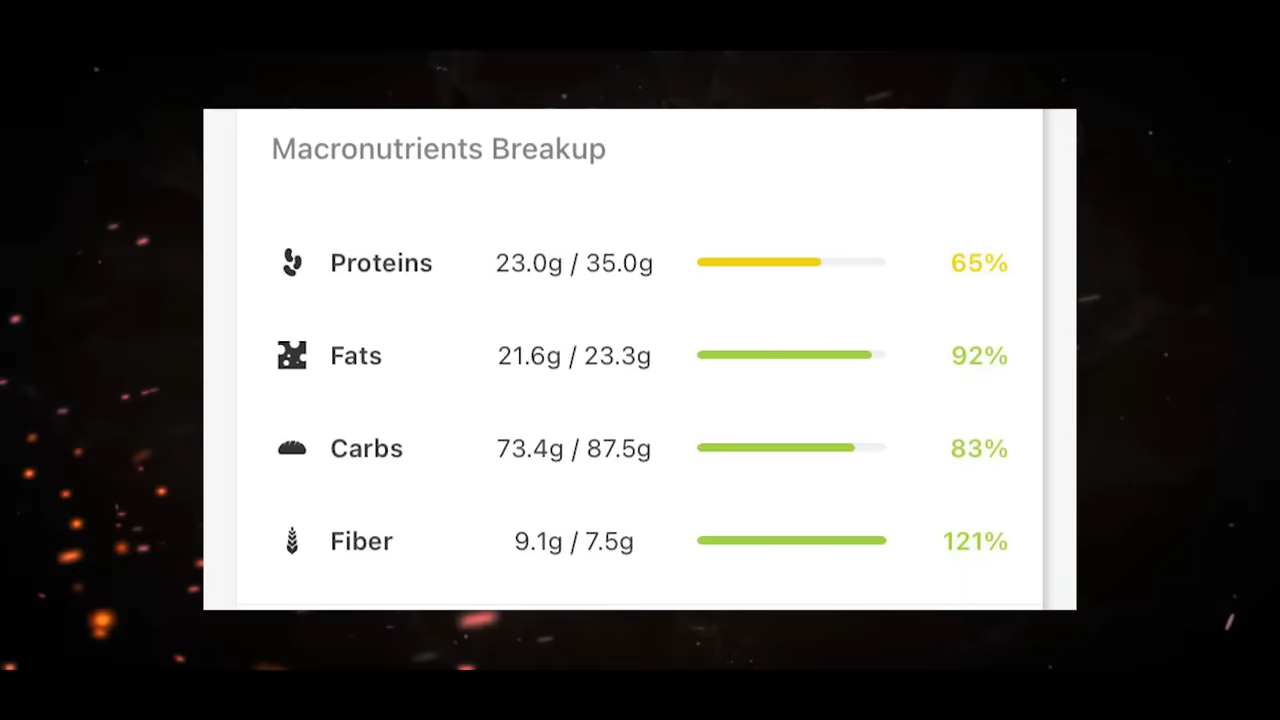 Macronutrients Breakup
Proteins 23.0g / 35.0g 65%
Fats 21.6g / 23.3g 92%
Carbs 73.4g / 87.5g 83%
Fiber 9.1g / 7.5g 121%